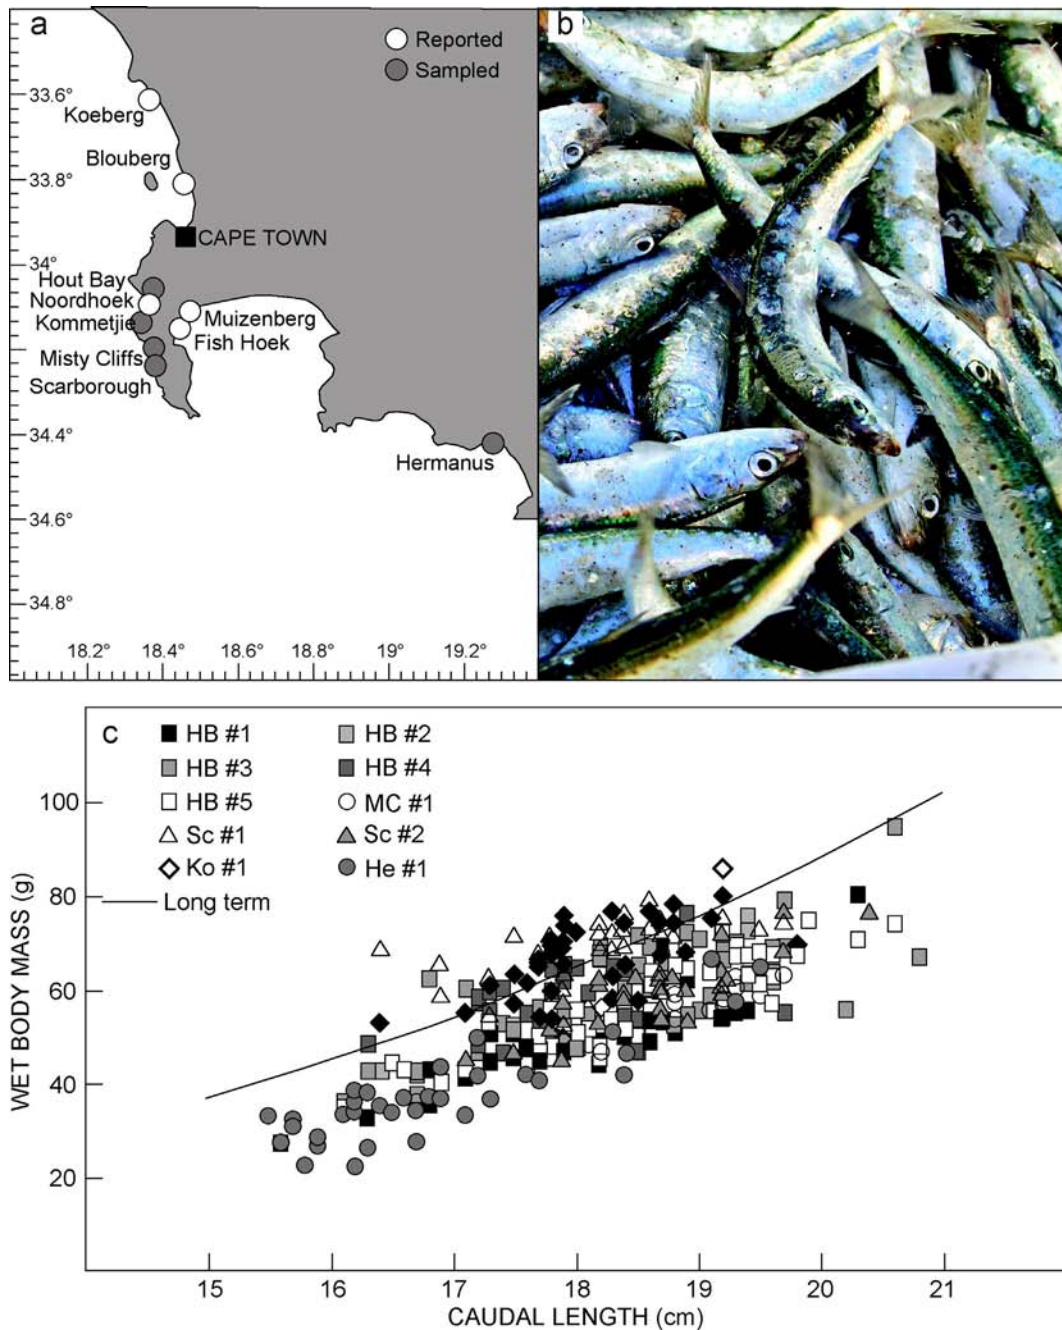 a
Reported
Sampled
33.6°
Koeberg
Blouberg
33.8°
CAPE TOWN
34°
Hout Bay
Noordhoek
Kommetjie
Muizenberg
Fish Hoek
Misty Cliffs
Scarborough
34.4°
Hermanus
34.6°
34.8°
18.2°
18.4°
18.6°
18.8°
19°
19.2°
b
c
HB #1
HB #2
HB #3
HB #4
HB #5
MC #1
Sc #1
Sc #2
Ko #1
He #1
Long term
WET BODY MASS (g)
100
80
60
40
20
15 16 17 18 19 20 21
CAUDAL LENGTH (cm)